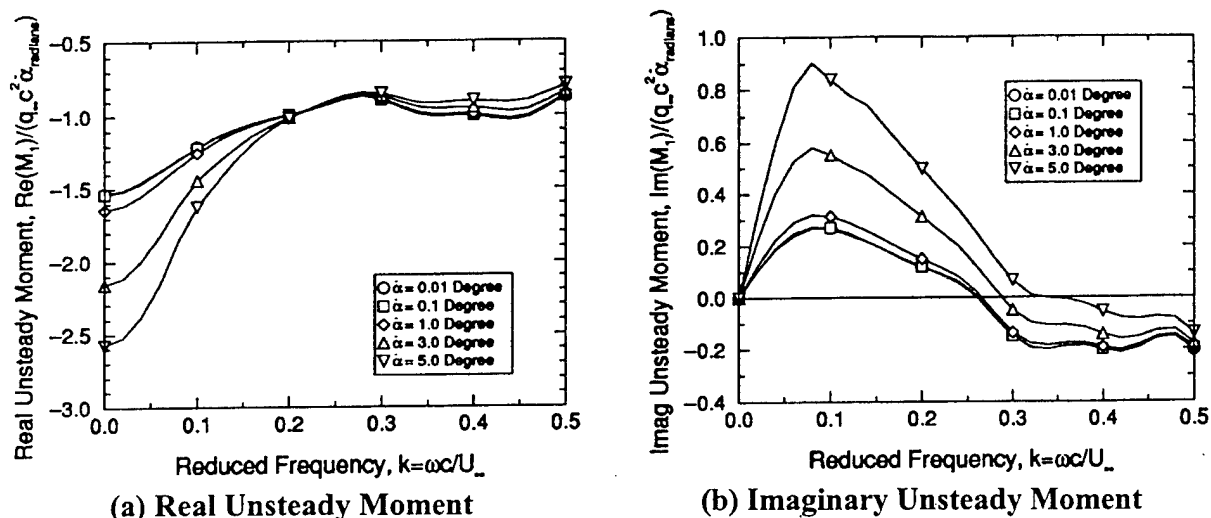 Real Unsteady Moment, Re(M₁)/(q∞c²α̇radians)
−0.5
−1.0
−1.5
−2.0
−2.5
−3.0
α̇= 0.01 Degree
α̇= 0.1 Degree
α̇= 1.0 Degree
α̇= 3.0 Degree
α̇= 5.0 Degree
0.0 0.1 0.2 0.3 0.4 0.5
Reduced Frequency, k=ωc/U∞
(a) Real Unsteady Moment
Imag Unsteady Moment, Im(M₁)/(q∞c²α̇radians)
1.0
0.8
0.6
0.4
0.2
0.0
−0.2
−0.4
α̇= 0.01 Degree
α̇= 0.1 Degree
α̇= 1.0 Degree
α̇= 3.0 Degree
α̇= 5.0 Degree
0.0 0.1 0.2 0.3 0.4 0.5
Reduced Frequency, k=ωc/U∞
(b) Imaginary Unsteady Moment